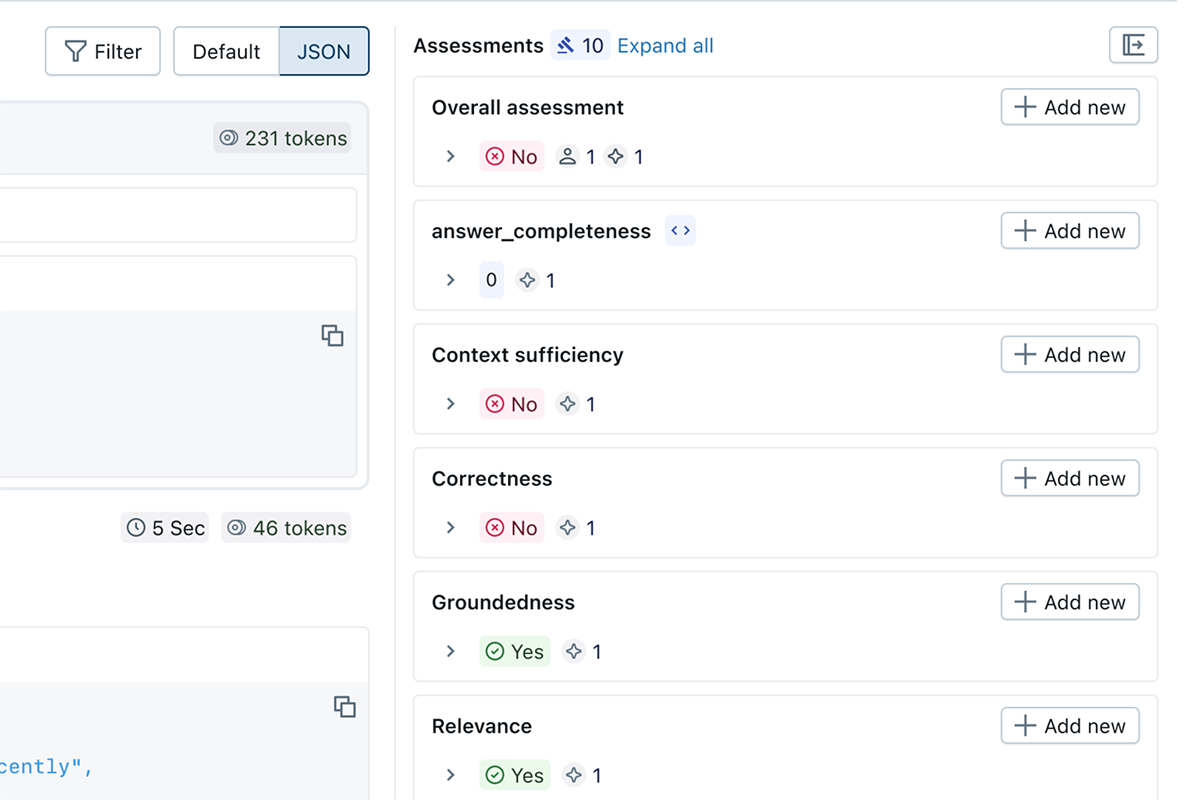 Filter
Default
JSON
231 tokens
5 Sec
46 tokens
cently",
Assessments 10 Expand all
Overall assessment
Add new
No 1 1
answer_completeness <>
Add new
0 1
Context sufficiency
Add new
No 1
Correctness
Add new
No 1
Groundedness
Add new
Yes 1
Relevance
Add new
Yes 1